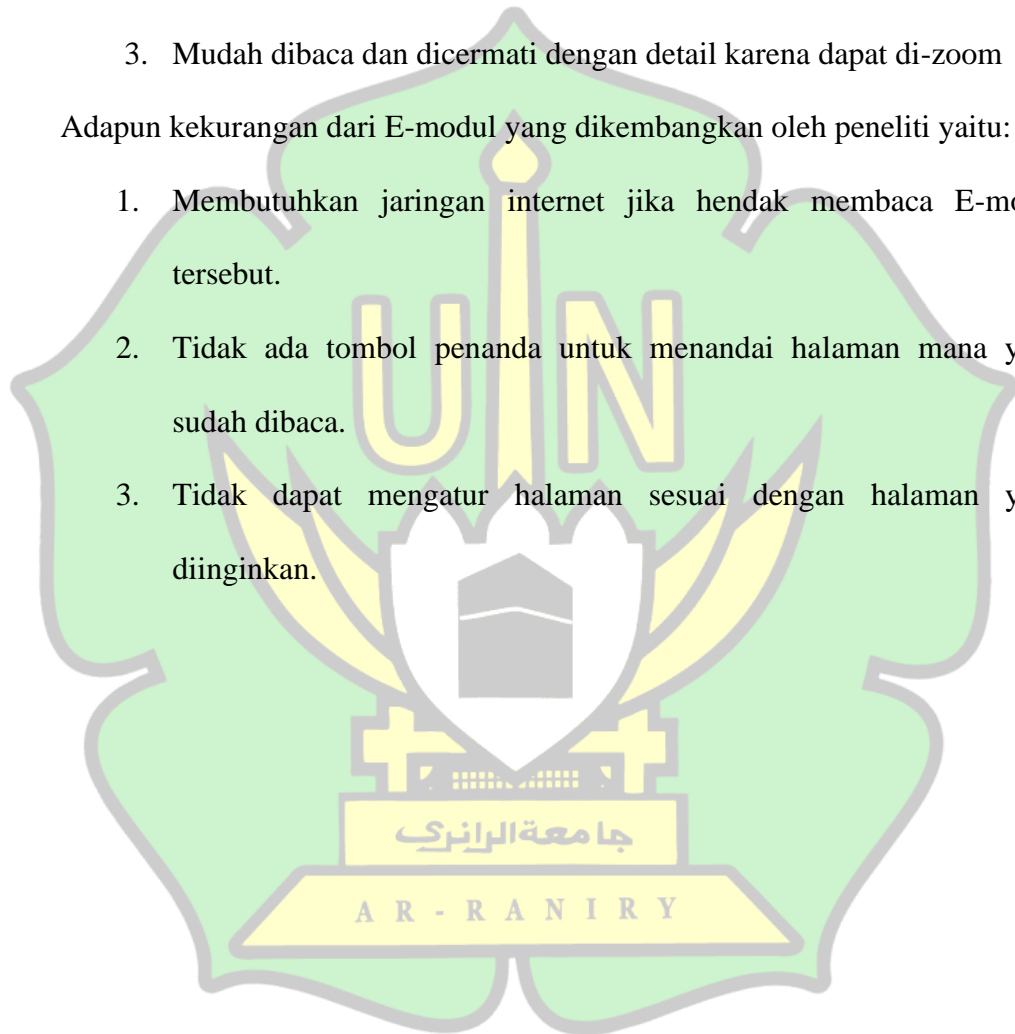 3. Mudah dibaca dan dicermati dengan detail karena dapat di-zoom
Adapun kekurangan dari E-modul yang dikembangkan oleh peneliti yaitu:
1. Membutuhkan jaringan internet jika hendak membaca E-mo
tersebut.
2. Tidak ada tombol penanda untuk menandai halaman mana y
sudah dibaca.
3. Tidak dapat mengatur halaman sesuai dengan halaman y
diinginkan.
UIN
جامعة الرانري
AR-RANIRY